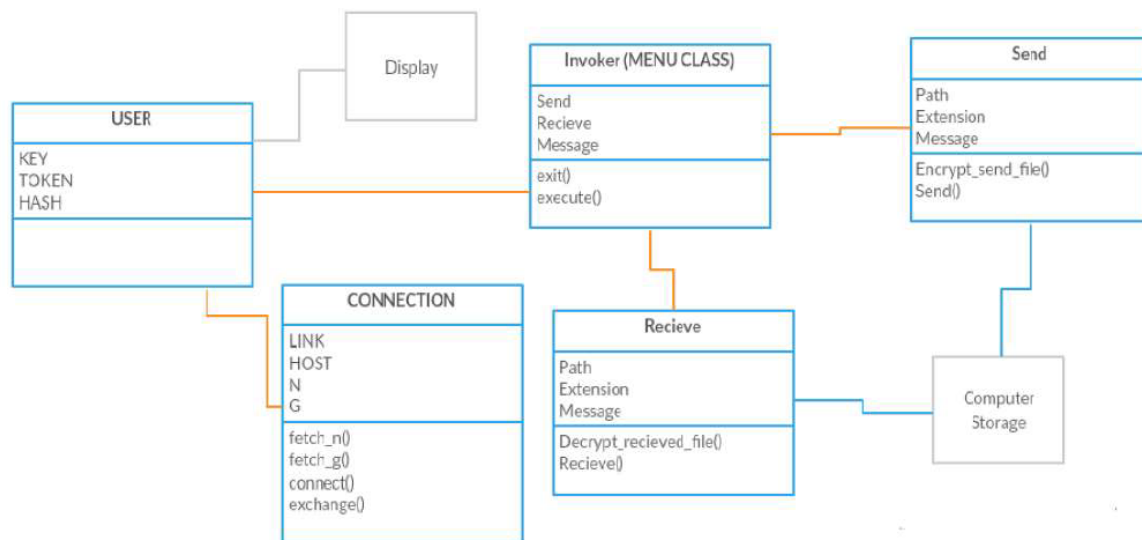 Display
USER
KEY
TOKEN
HASH
Invoker (MENU CLASS)
Send
Recieve
Message
exit()
execute()
Send
Path
Extension
Message
Encrypt_send_file()
Send()
CONNECTION
LINK
HOST
N
G
fetch_n()
fetch_g()
connect()
exchange()
Recieve
Path
Extension
Message
Decrypt_recieved_file()
Recieve()
Computer
Storage